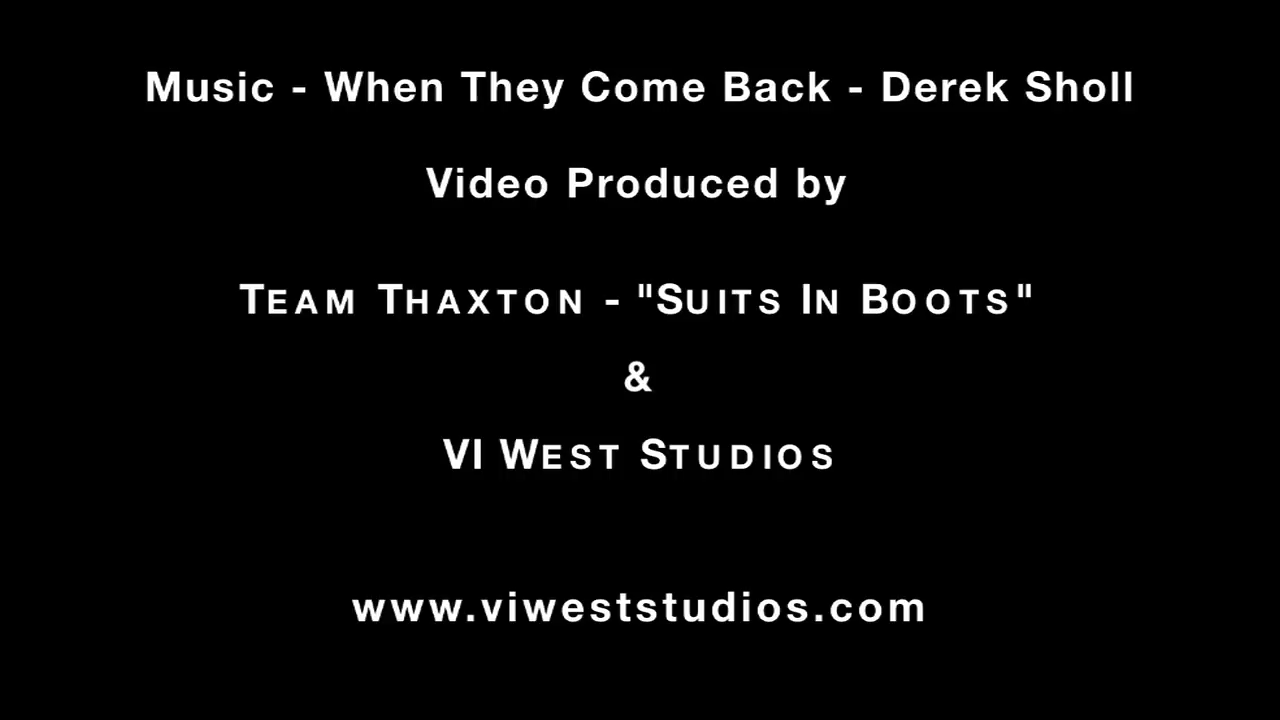 Music - When They Come Back - Derek Sholl
Video Produced by
TEAM THAXTON - "SUITS IN BOOTS"
&
VI WEST STUDIOS
www.viweststudios.com